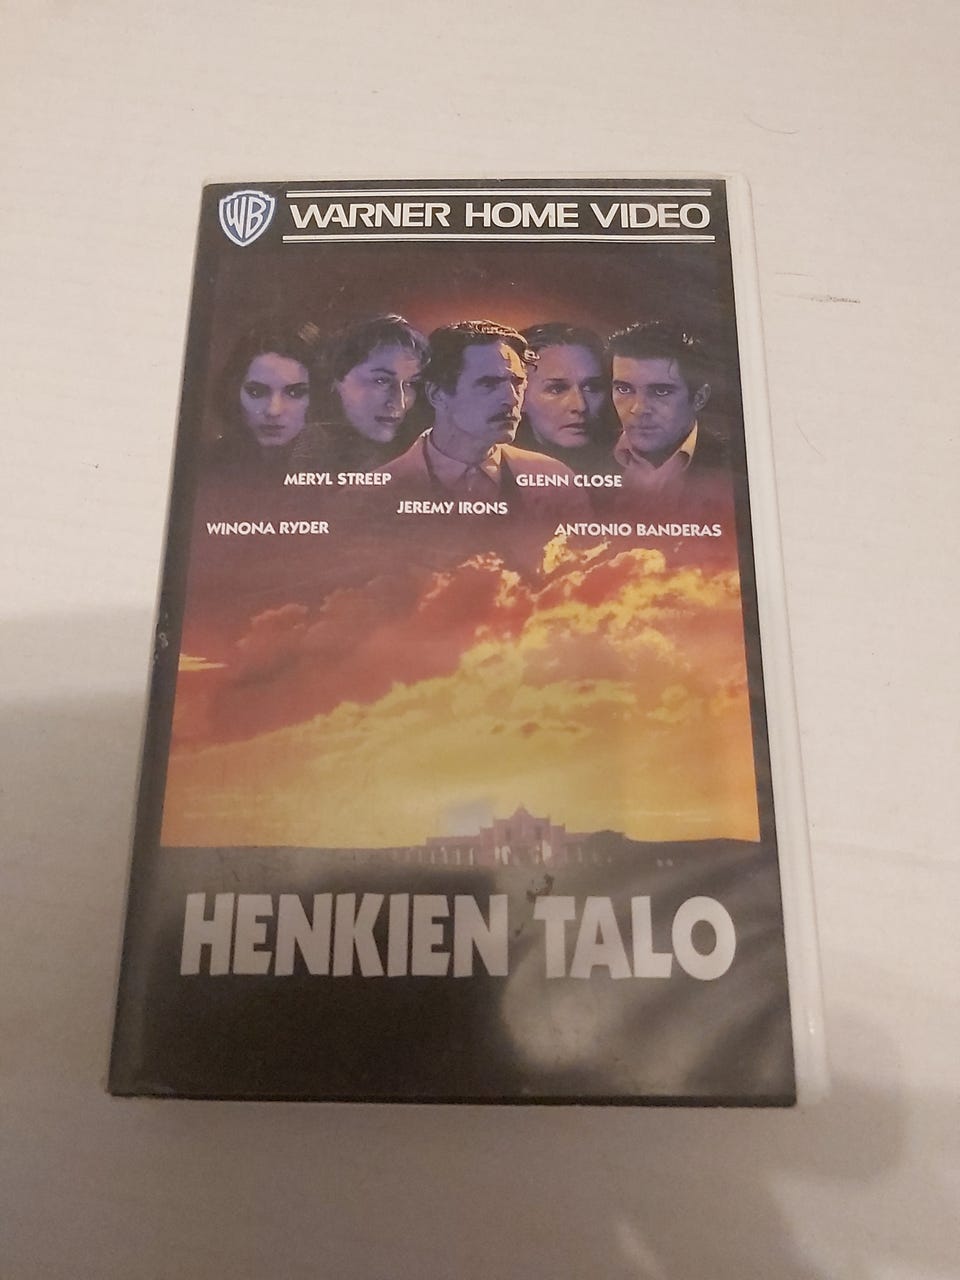 WB WARNER HOME VIDEO
MERYL STREEP GLENN CLOSE
JEREMY IRONS
WINONA RYDER ANTONIO BANDERAS
HENKIEN TALO